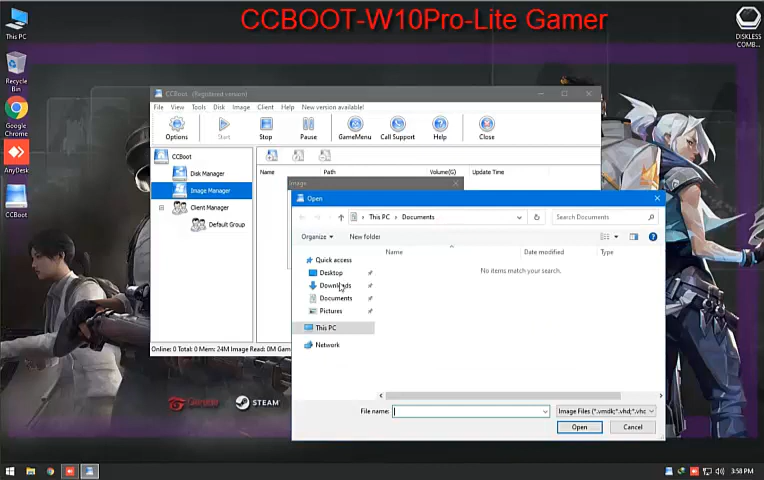 CCBOOT-W10Pro-Lite Gamer
This PC
Recycle
Bin
Google
Chrome
AnyDesk
CCBoot
DISKLESS
COMB...
CCBoot (Registered version)
File View Tools Disk Image Client Help New version available!
Options Start Stop Pause GameMenu Call Support Help Close
CCBoot
Disk Manager
Image Manager
Client Manager
Default Group
Name Path Volume(G) Update Time
Image
Open
This PC > Documents
Search Documents
Organize New folder
Name Date modified Type
No items match your search.
Quick access
Desktop
Downloads
Documents
Pictures
This PC
Network
File name:
Image Files (*.vmdk;*.vhd;*.vhc
Open Cancel
Online: 0 Total: 0 Mem: 24M Image Read: 0M Gam
STEAM
3:58 PM